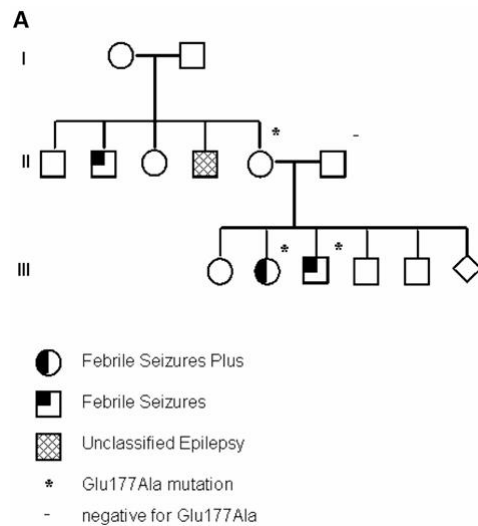 A
I
*
-
II
*
*
III
Febrile Seizures Plus
Febrile Seizures
Unclassified Epilepsy
* Glu177Ala mutation
- negative for Glu177Ala